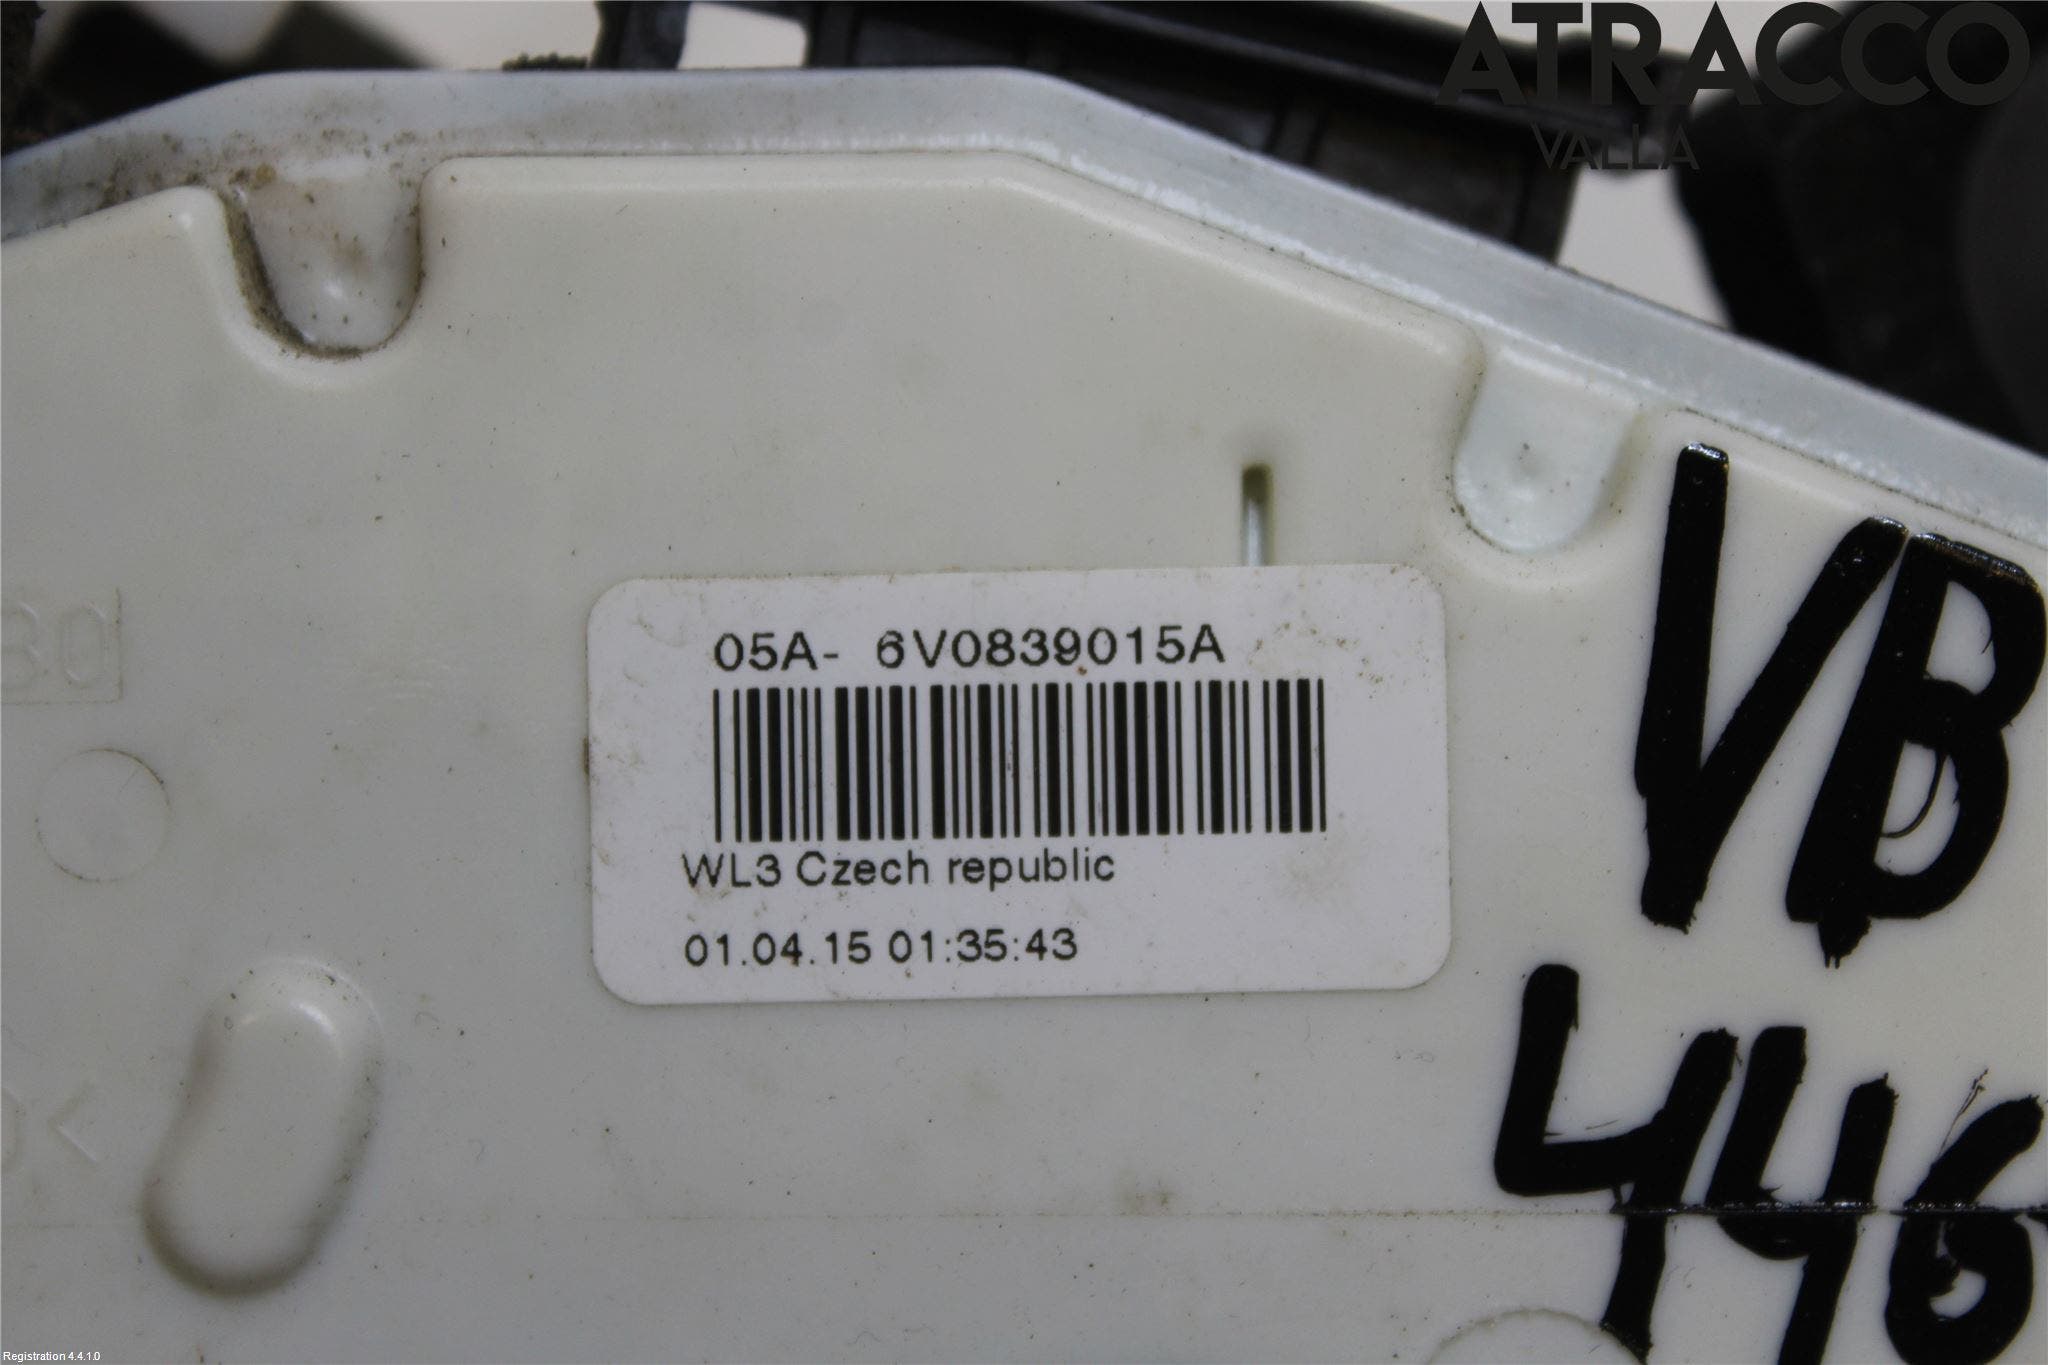 ATRACCO
VALLA
05A- 6V0839015A
WL3 Czech republic
01.04.15 01:35:43
VB
446
Registration 4.4.1.0